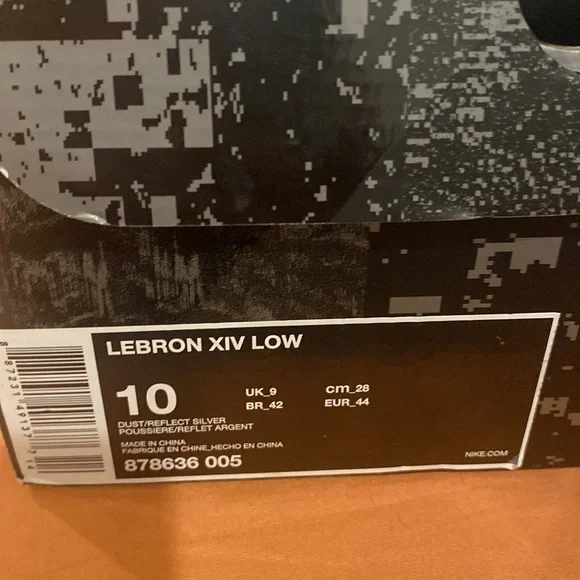 LEBRON XIV LOW
10
UK_9 cm_28
BR_42 EUR_44
DUST/REFLECT SILVER
POUSSIERE/REFLET ARGENT
MADE IN CHINA
FABRIQUE EN CHINE_HECHO EN CHINA
878636 005
NIKE.COM